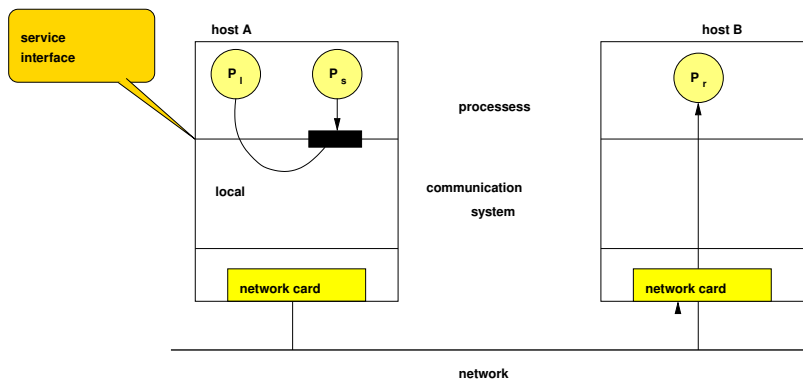 host A
host B
service
interface
P l
P s
P r
processess
local
communication
system
network card
network card
network